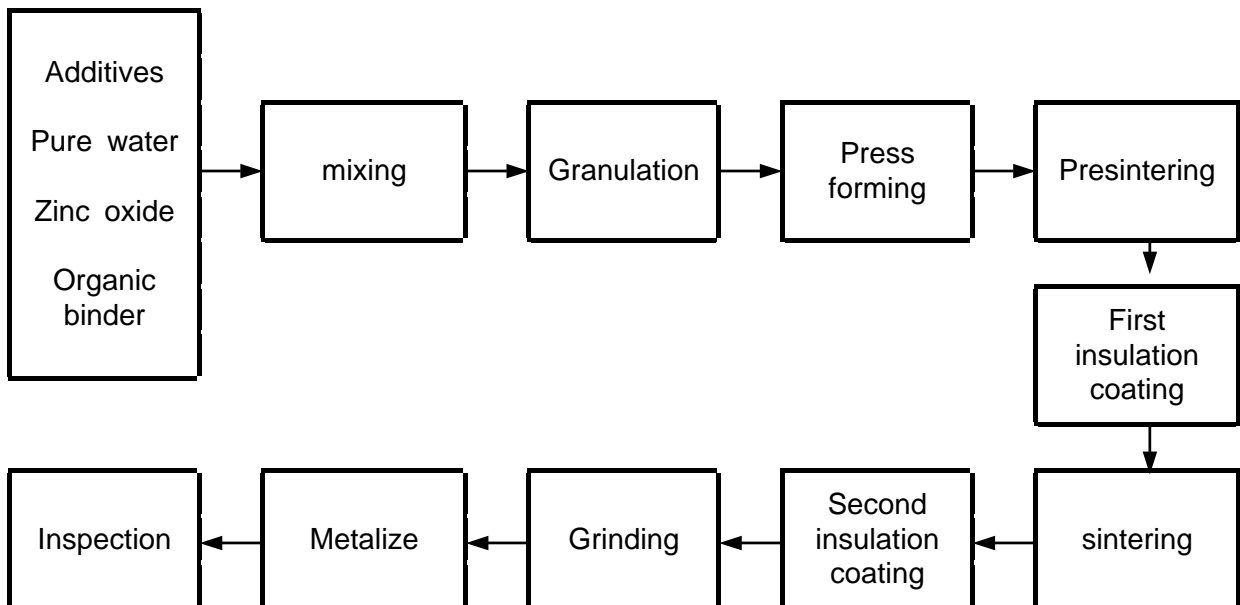 Additives
Pure water
Zinc oxide
Organic
binder
mixing
Granulation
Press
forming
Presintering
First
insulation
coating
sintering
Second
insulation
coating
Grinding
Metalize
Inspection